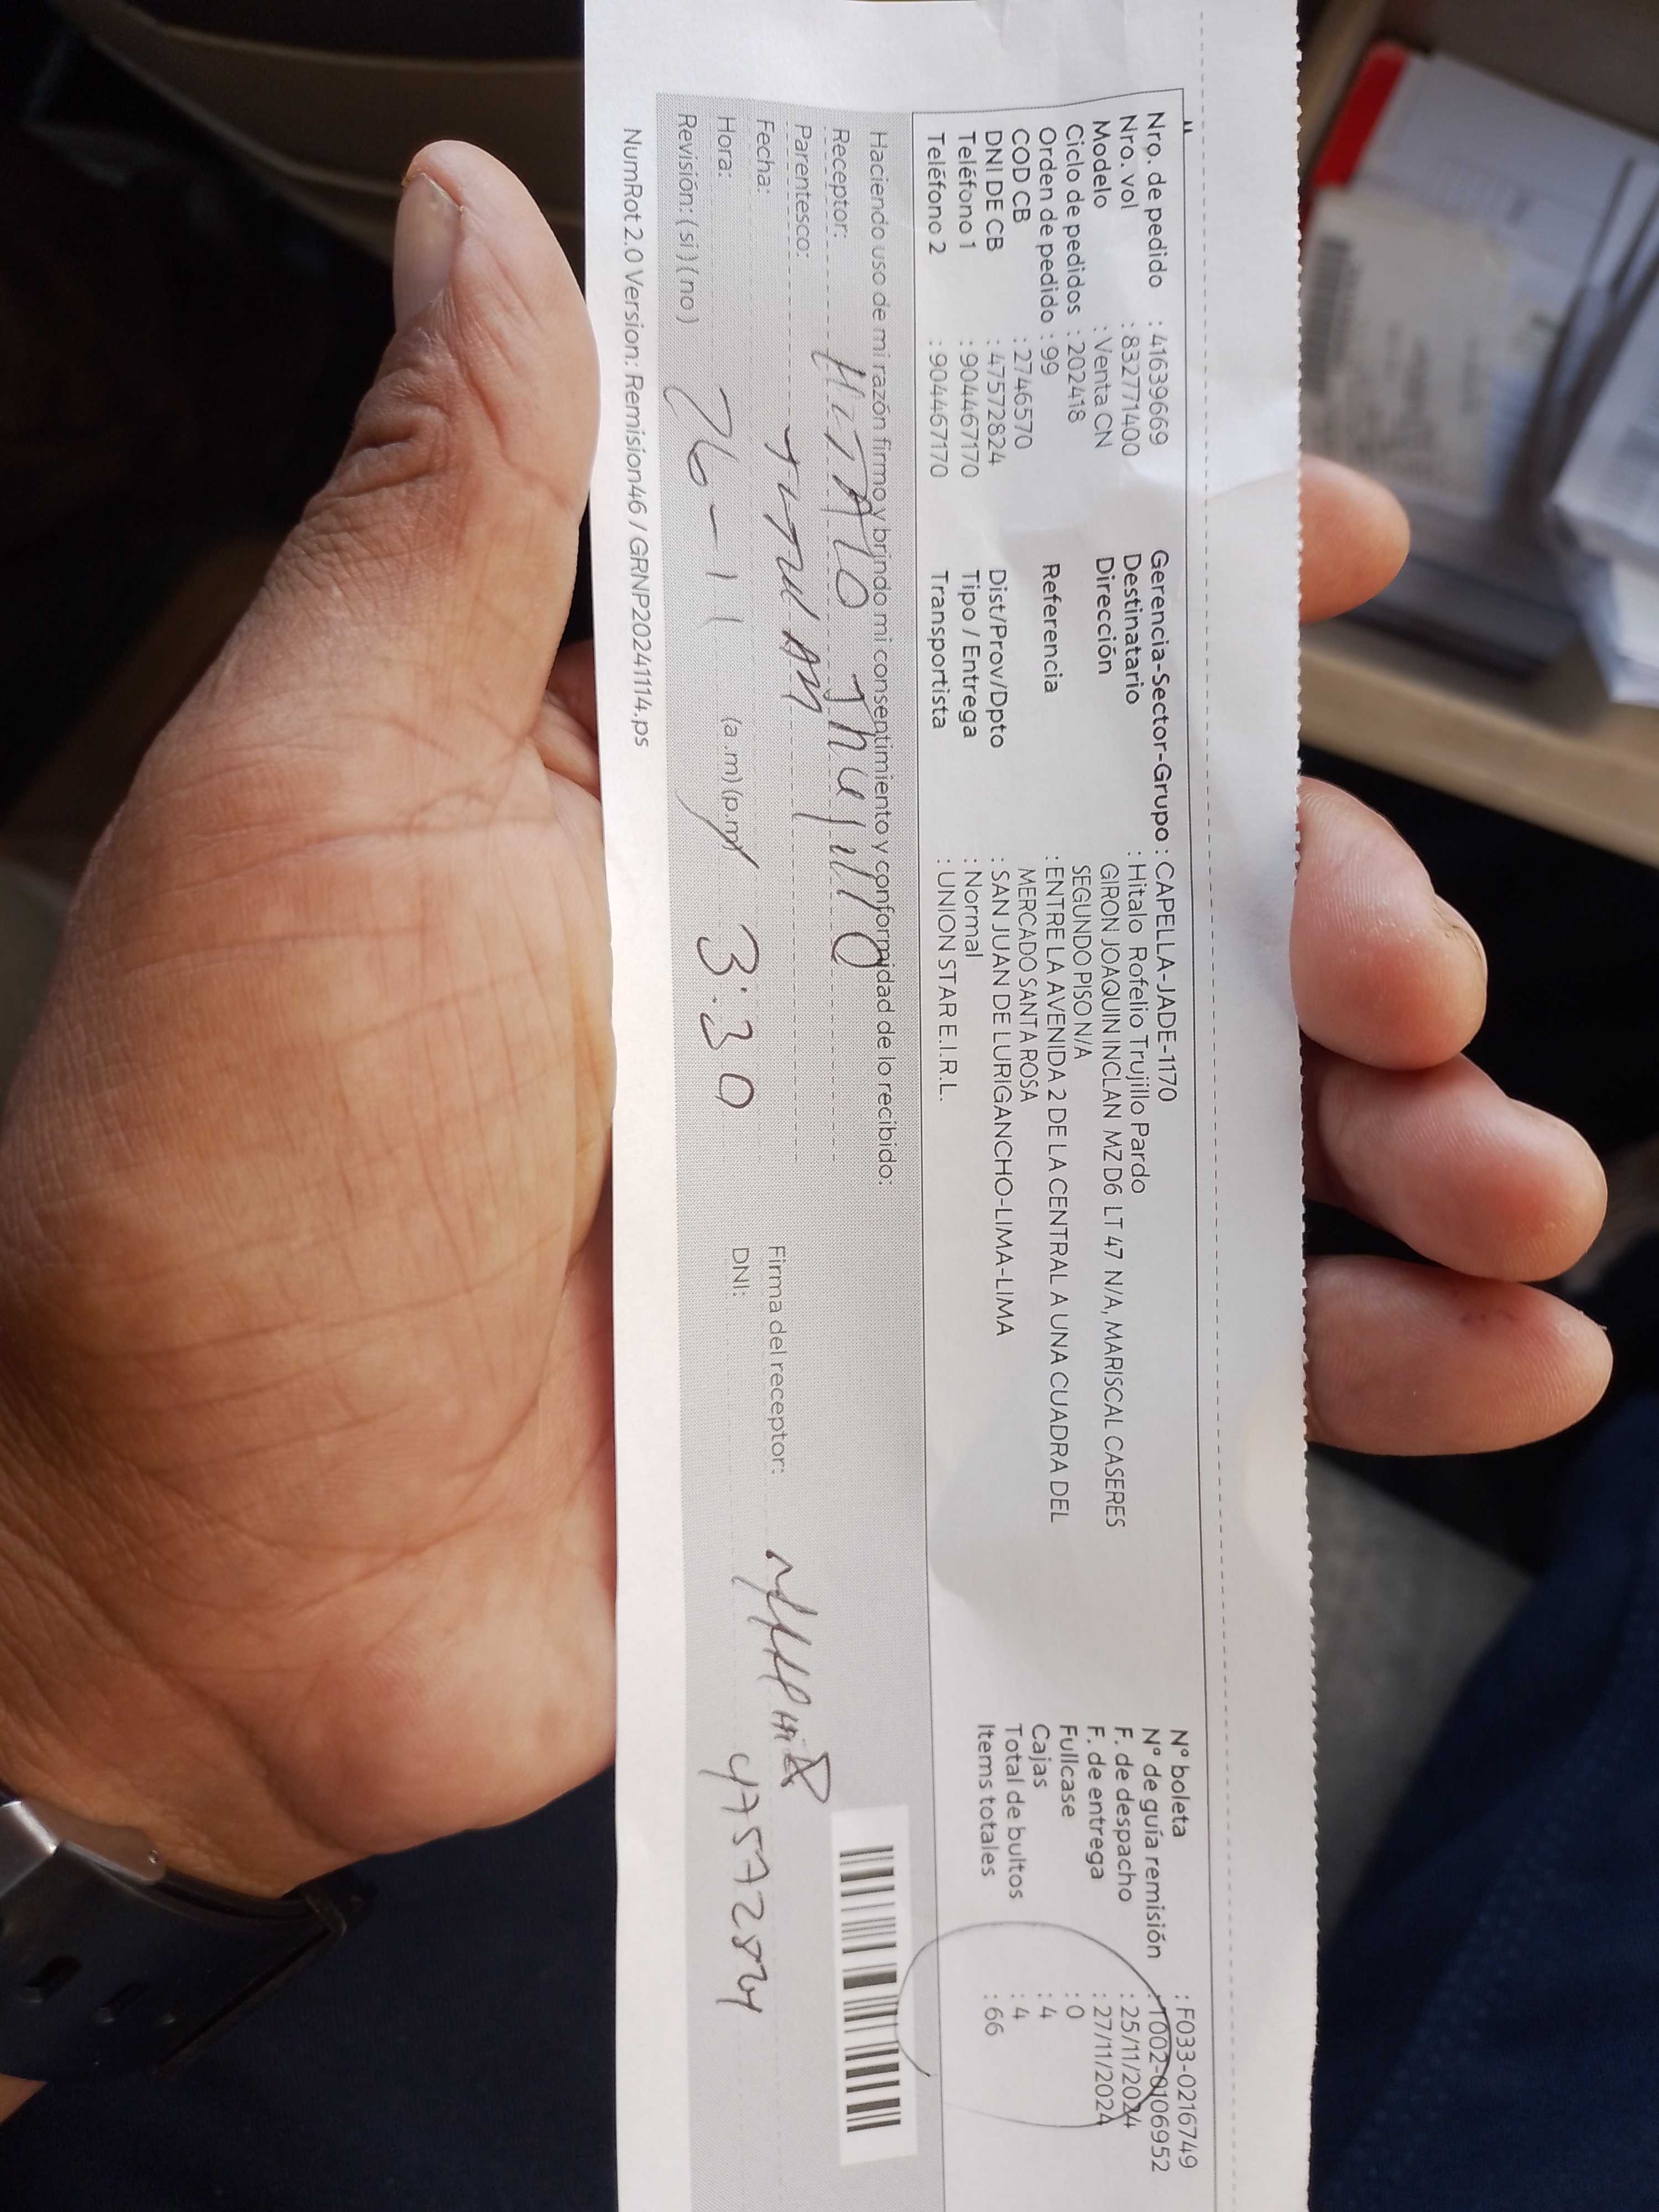 Nro. de pedido : 41639669
Nro. vol : 8327771400
Modelo : Venta CN
Ciclo de pedidos : 202418
Orden de pedido : 99
COD CB : 2746570
DNI DE CB : 47572824
Teléfono 1 : 904467170
Teléfono 2 : 904467170
Gerencia-Sector-Grupo : CAPELLA-JADE-1170
Destinatario : Hitalo Rofelio Trujillo Pardo
Dirección GIRON JOAQUIN INCLAN MZ D6 LT 47 N/A, MARISCAL CASERES
SEGUNDO PISO N/A
Referencia : ENTRE LA AVENIDA 2 DE LA CENTRAL A UNA CUADRA DEL
MERCADO SANTA ROSA
Dist/Prov/Dpto : SAN JUAN DE LURIGANCHO-LIMA-LIMA
Tipo / Entrega : Normal
Transportista : UNION STAR E.I.R.L.
N° boleta : F033-0216749
N° de guía remisión : T002-0106952
F. de despacho : 25/11/2024
F. de entrega : 27/11/2024
Fullcase : 0
Cajas : 4
Total de bultos : 4
Items totales : 66
Haciendo uso de mi razón firmo y brindo mi consentimiento y conformidad de lo recibido:
Receptor: HITALO Trujillo
Parentesco: TITULAR
Fecha:
Hora: 26-11 (a.m)(p.m) 3:30
Revisión: (si)(no)
Firma del receptor:
DNI: 47572824
NumRot 2.0 Version: Remision46 / GRNP20241114.ps